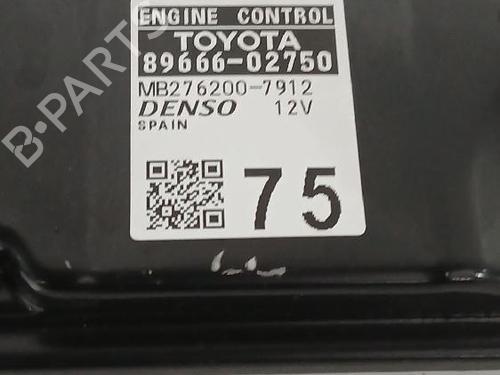 ENGINE CONTROL
TOYOTA
89666-02750
MB276200-7912
DENSO 12V
SPAIN
75
B-PARTS